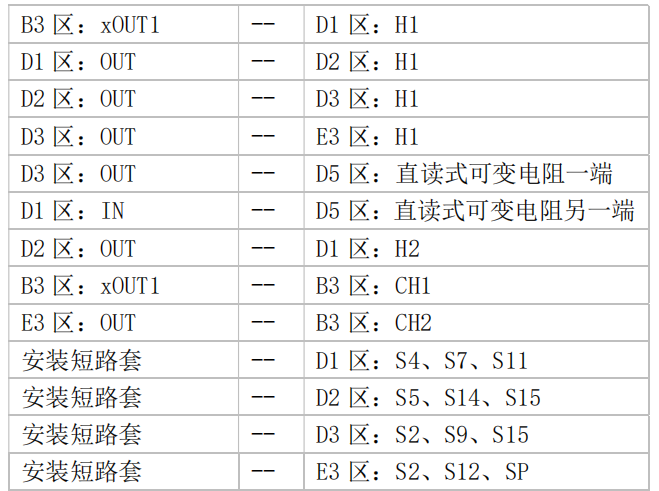 B3 区：xOUT1 -- D1 区：H1
D1 区：OUT -- D2 区：H1
D2 区：OUT -- D3 区：H1
D3 区：OUT -- E3 区：H1
D3 区：OUT -- D5 区：直读式可变电阻一端
D1 区：IN -- D5 区：直读式可变电阻另一端
D2 区：OUT -- D1 区：H2
B3 区：xOUT1 -- B3 区：CH1
E3 区：OUT -- B3 区：CH2
安装短路套 -- D1 区：S4、S7、S11
安装短路套 -- D2 区：S5、S14、S15
安装短路套 -- D3 区：S2、S9、S15
安装短路套 -- E3 区：S2、S12、SP